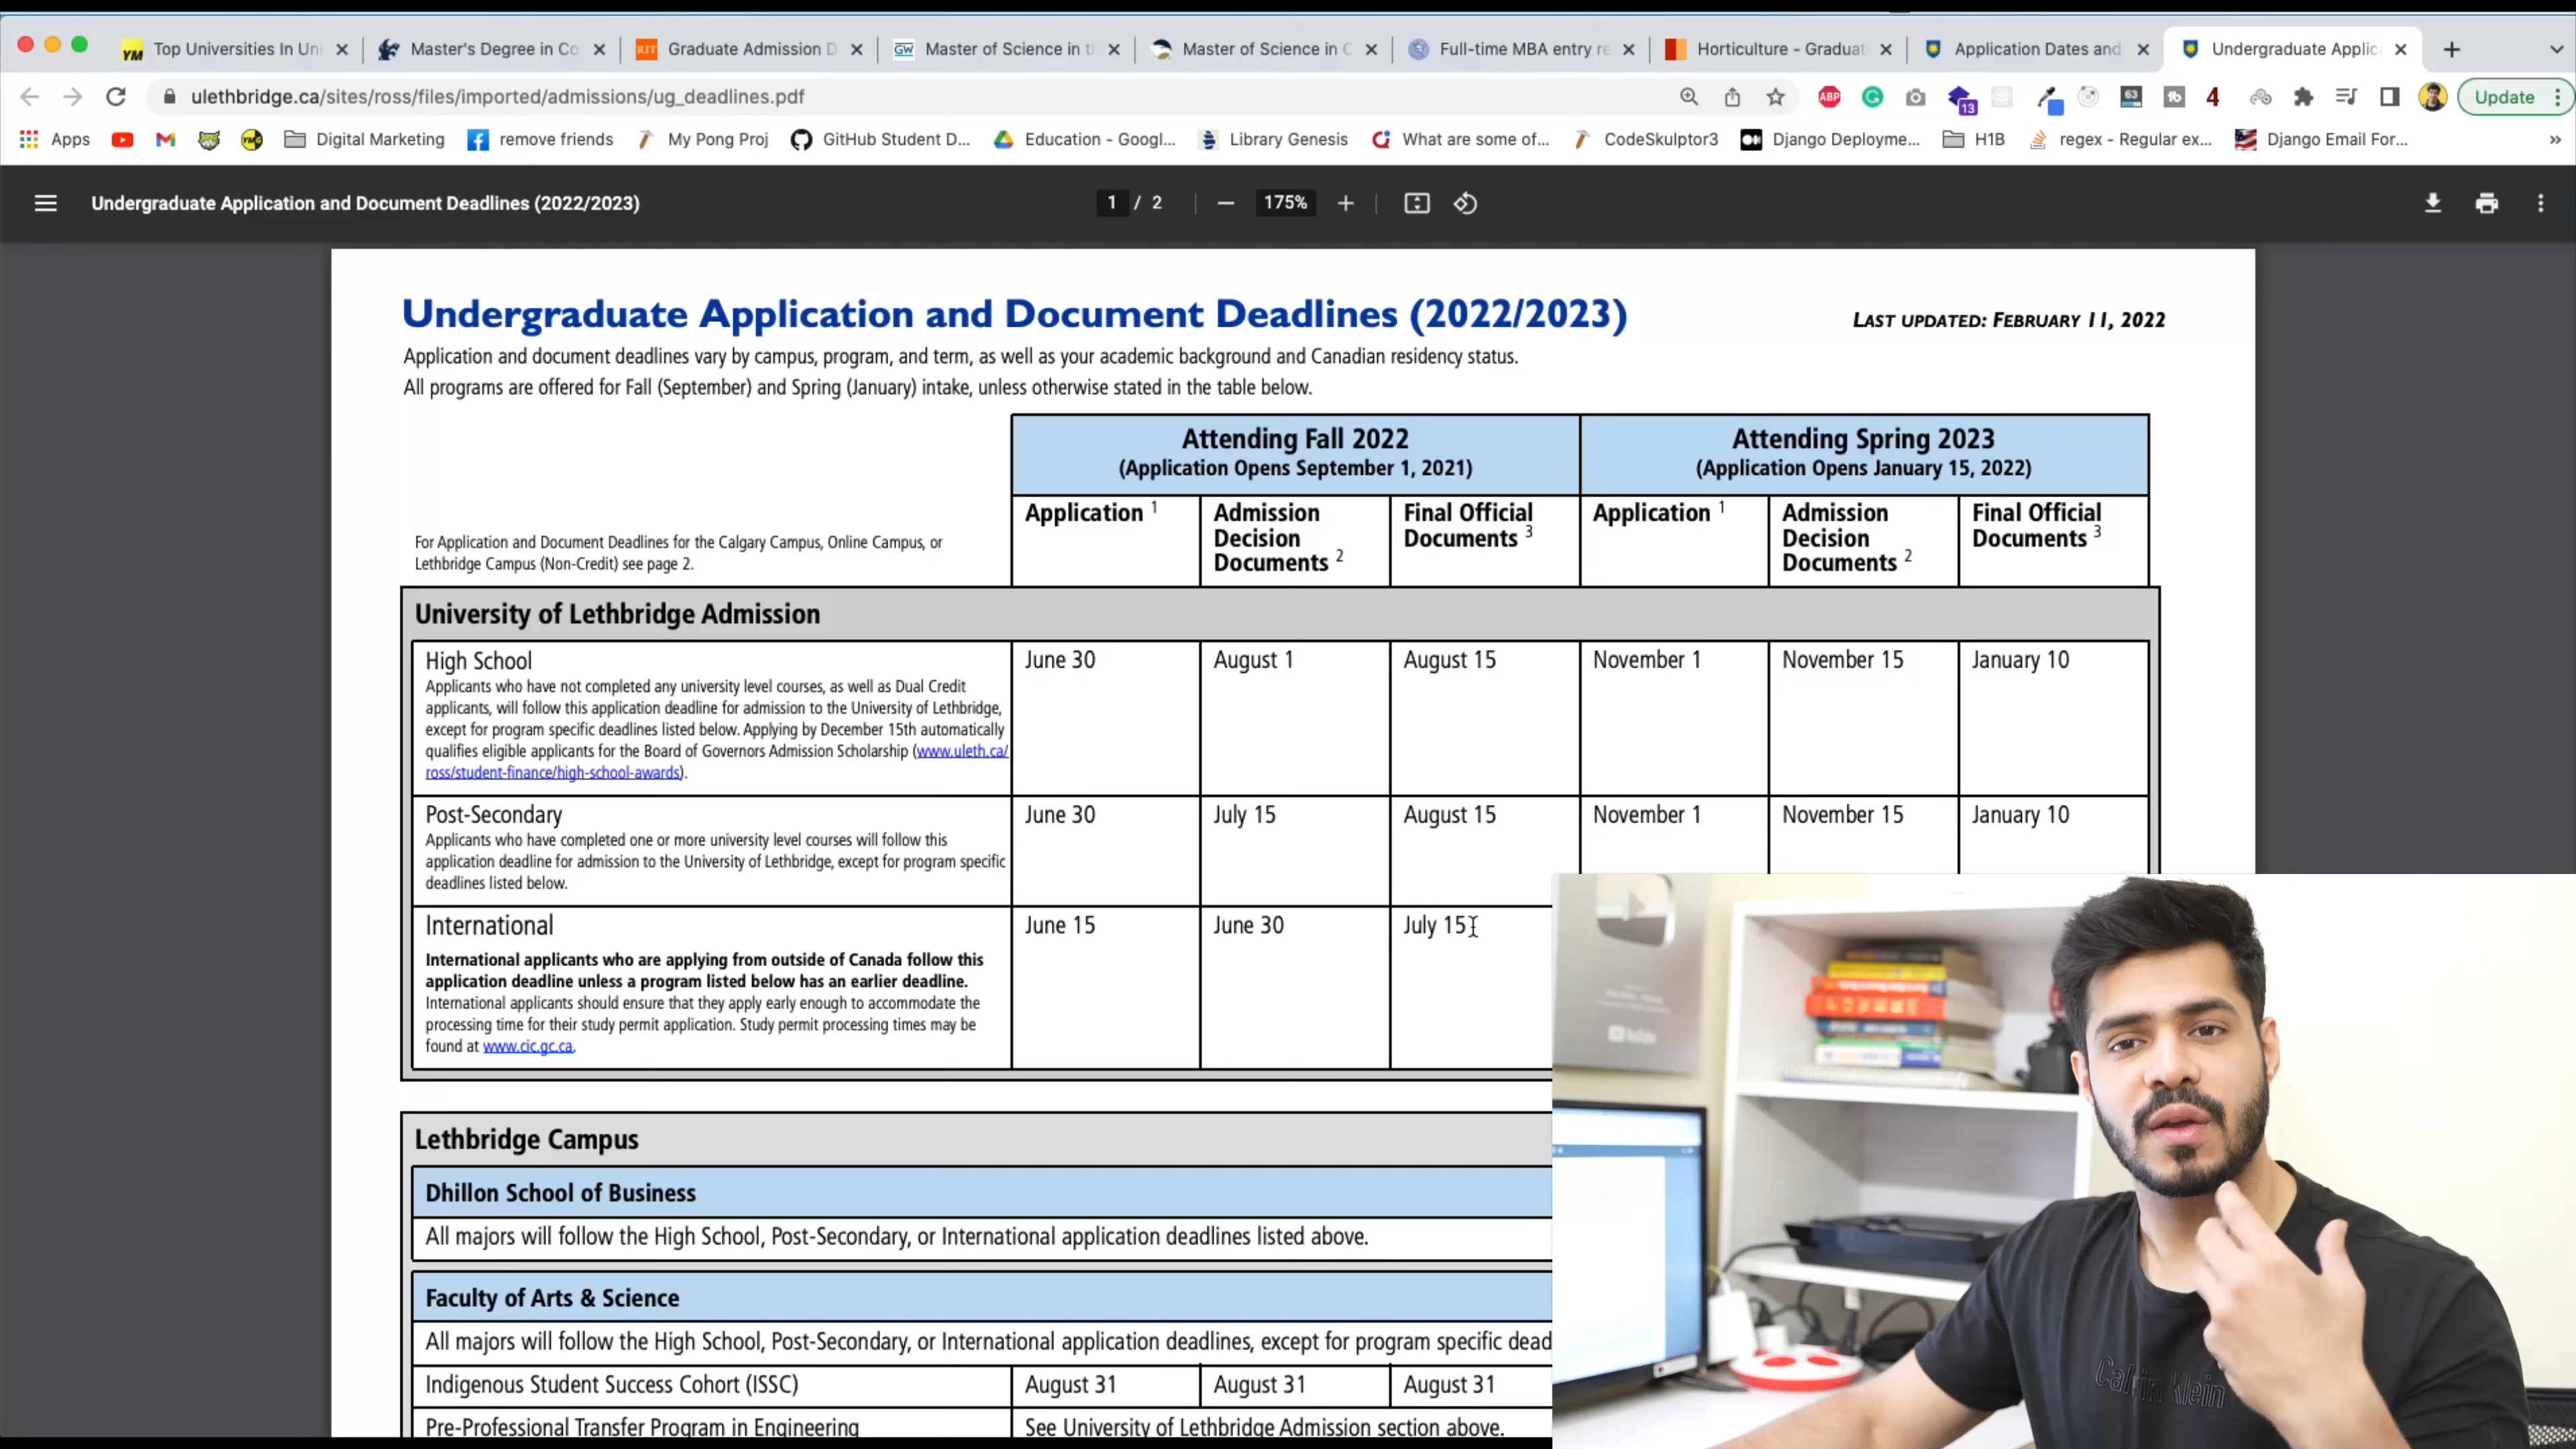 Top Universities In Uni
Master's Degree in Co
Graduate Admission D
Master of Science in t
Master of Science in C
Full-time MBA entry re
Horticulture - Graduat
Application Dates and
Undergraduate Applic
ulethbridge.ca/sites/ross/files/imported/admissions/ug_deadlines.pdf
ABP
13
63
4
Update
Apps
Digital Marketing
remove friends
My Pong Proj
GitHub Student D...
Education - Googl...
Library Genesis
What are some of...
CodeSkulptor3
Django Deployme...
H1B
regex - Regular ex...
Django Email For...
»
Undergraduate Application and Document Deadlines (2022/2023)
1 / 2
175%
Undergraduate Application and Document Deadlines (2022/2023)
LAST UPDATED: FEBRUARY 11, 2022
Application and document deadlines vary by campus, program, and term, as well as your academic background and Canadian residency status.
All programs are offered for Fall (September) and Spring (January) intake, unless otherwise stated in the table below.
Attending Fall 2022
(Application Opens September 1, 2021)
Attending Spring 2023
(Application Opens January 15, 2022)
For Application and Document Deadlines for the Calgary Campus, Online Campus, or
Lethbridge Campus (Non-Credit) see page 2.
Application 1
Admission
Decision
Documents 2
Final Official
Documents 3
Application 1
Admission
Decision
Documents 2
Final Official
Documents 3
University of Lethbridge Admission
High School
Applicants who have not completed any university level courses, as well as Dual Credit
applicants, will follow this application deadline for admission to the University of Lethbridge,
except for program specific deadlines listed below. Applying by December 15th automatically
qualifies eligible applicants for the Board of Governors Admission Scholarship (www.uleth.ca/
ross/student-finance/high-school-awards).
June 30
August 1
August 15
November 1
November 15
January 10
Post-Secondary
Applicants who have completed one or more university level courses will follow this
application deadline for admission to the University of Lethbridge, except for program specific
deadlines listed below.
June 30
July 15
August 15
November 1
November 15
January 10
International
International applicants who are applying from outside of Canada follow this
application deadline unless a program listed below has an earlier deadline.
International applicants should ensure that they apply early enough to accommodate the
processing time for their study permit application. Study permit processing times may be
found at www.cic.gc.ca.
June 15
June 30
July 15
Lethbridge Campus
Dhillon School of Business
All majors will follow the High School, Post-Secondary, or International application deadlines listed above.
Faculty of Arts & Science
All majors will follow the High School, Post-Secondary, or International application deadlines, except for program specific dead
Indigenous Student Success Cohort (ISSC)
August 31
August 31
August 31
Pre-Professional Transfer Program in Engineering
See University of Lethbridge Admission section above.
YouTube
Calvin Klein